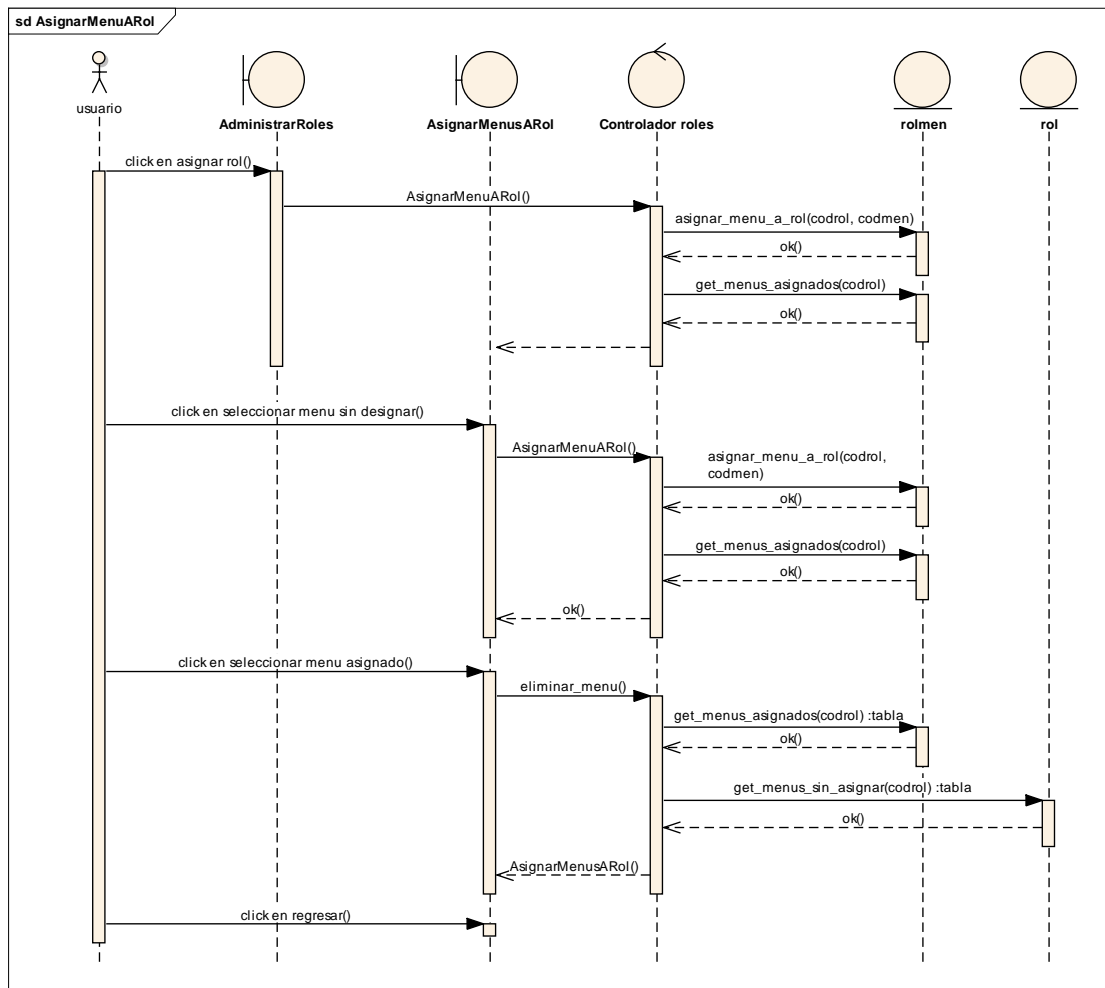 sd AsignarMenuARol
usuario
AdministrarRoles
AsignarMenusARol
Controlador roles
rolmen
rol
click en asignar rol()
AsignarMenuARol()
asignar_menu_a_rol(codrol, codmen)
ok()
get_menus_asignados(codrol)
ok()
click en seleccionar menu sin designar()
AsignarMenuARol()
asignar_menu_a_rol(codrol,
codmen)
ok()
get_menus_asignados(codrol)
ok()
ok()
click en seleccionar menu asignado()
eliminar_menu()
get_menus_asignados(codrol) :tabla
ok()
get_menus_sin_asignar(codrol) :tabla
ok()
AsignarMenusARol()
click en regresar()